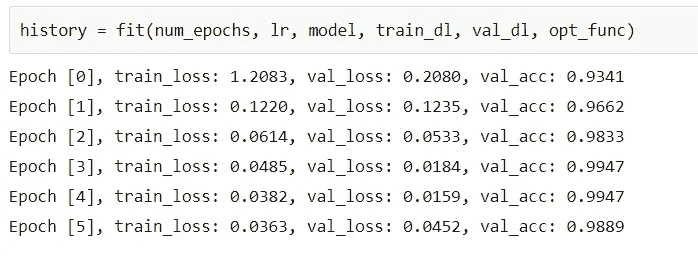 history = fit(num_epochs, lr, model, train_dl, val_dl, opt_func)
Epoch [0], train_loss: 1.2083, val_loss: 0.2080, val_acc: 0.9341
Epoch [1], train_loss: 0.1220, val_loss: 0.1235, val_acc: 0.9662
Epoch [2], train_loss: 0.0614, val_loss: 0.0533, val_acc: 0.9833
Epoch [3], train_loss: 0.0485, val_loss: 0.0184, val_acc: 0.9947
Epoch [4], train_loss: 0.0382, val_loss: 0.0159, val_acc: 0.9947
Epoch [5], train_loss: 0.0363, val_loss: 0.0452, val_acc: 0.9889